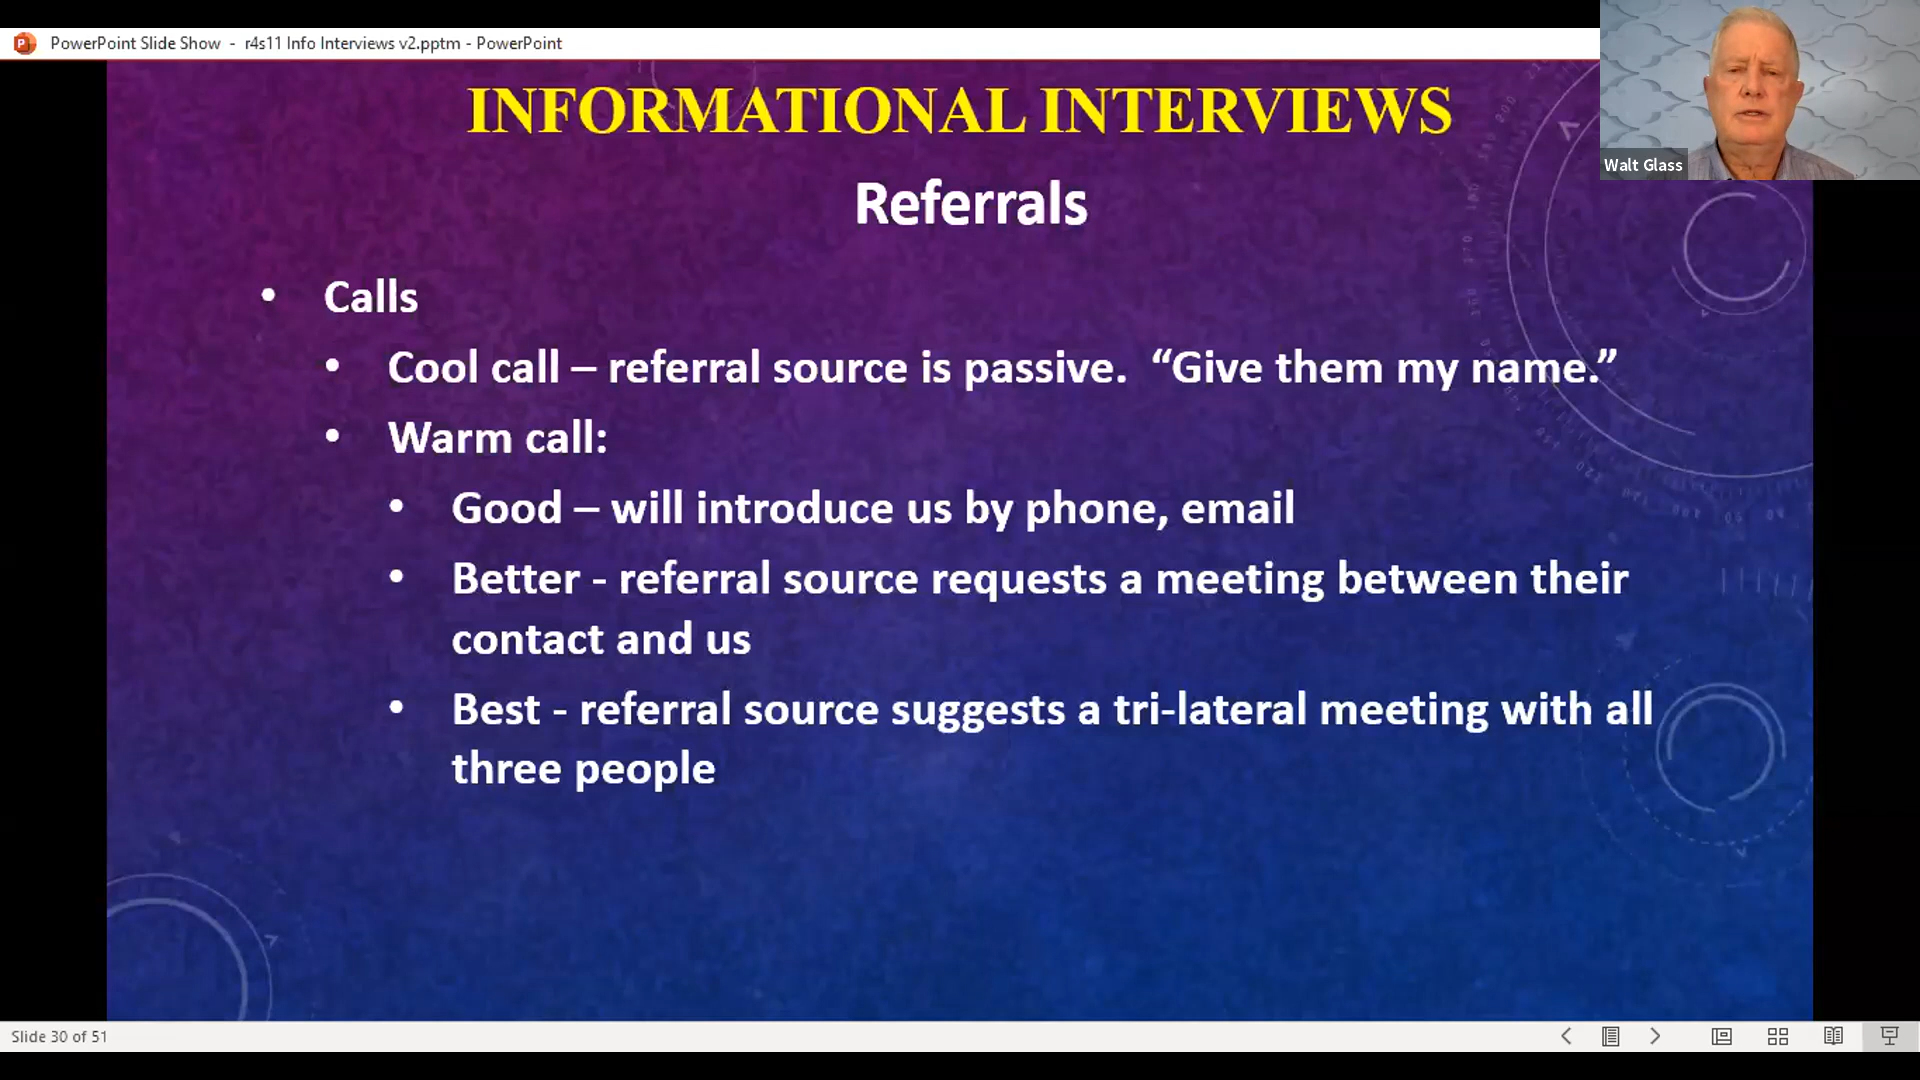 PowerPoint Slide Show - r4s11 Info Interviews v2.pptm - PowerPoint
INFORMATIONAL INTERVIEWS
Walt Glass
Referrals
• Calls
• Cool call – referral source is passive. “Give them my name.”
• Warm call:
• Good – will introduce us by phone, email
• Better - referral source requests a meeting between their
contact and us
• Best - referral source suggests a tri-lateral meeting with all
three people
Slide 30 of 51